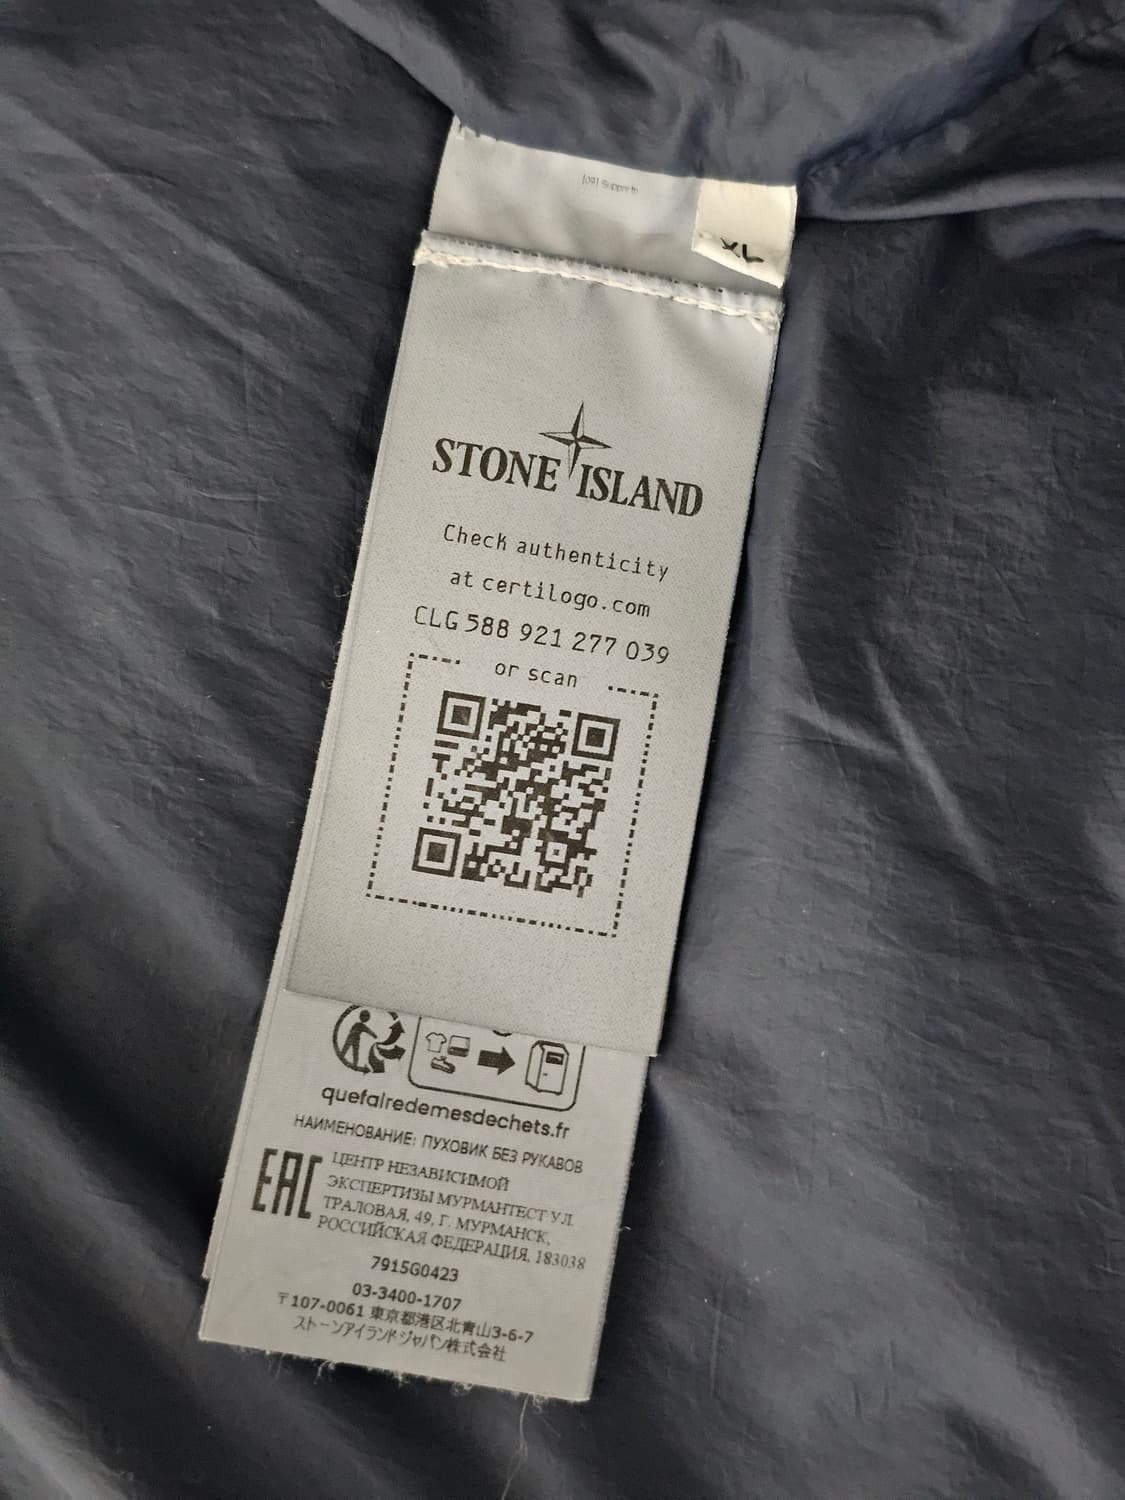 XL
STONE ISLAND
Check authenticity
at certilogo.com
CLG 588 921 277 039
or scan
quefairedemesdechets.fr
НАИМЕНОВАНИЕ: ПУХОВИК БЕЗ РУКАВОВ
EAC
ЦЕНТР НЕЗАВИСИМОЙ
ЭКСПЕРТИЗЫ МУРМАНТЕСТ УЛ.
ТРАЛОВАЯ, 49, Г. МУРМАНСК,
РОССИЙСКАЯ ФЕДЕРАЦИЯ, 183038
7915G0423
03-3400-1707
〒107-0061 東京都港区北青山3-6-7
ストーンアイランドジャパン株式会社